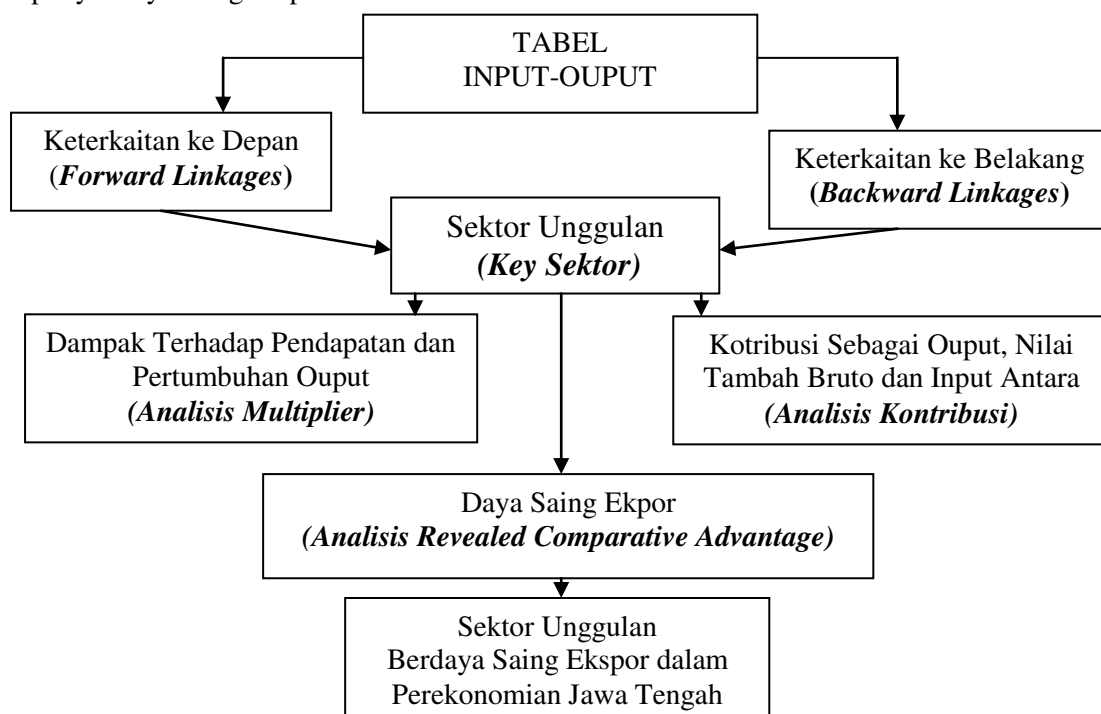 TABEL
INPUT-OUPUT
Keterkaitan ke Depan
(Forward Linkages)
Keterkaitan ke Belakang
(Backward Linkages)
Sektor Unggulan
(Key Sektor)
Dampak Terhadap Pendapatan dan
Pertumbuhan Ouput
(Analisis Multiplier)
Kotribusi Sebagai Ouput, Nilai
Tambah Bruto dan Input Antara
(Analisis Kontribusi)
Daya Saing Ekpor
(Analisis Revealed Comparative Advantage)
Sektor Unggulan
Berdaya Saing Ekspor dalam
Perekonomian Jawa Tengah